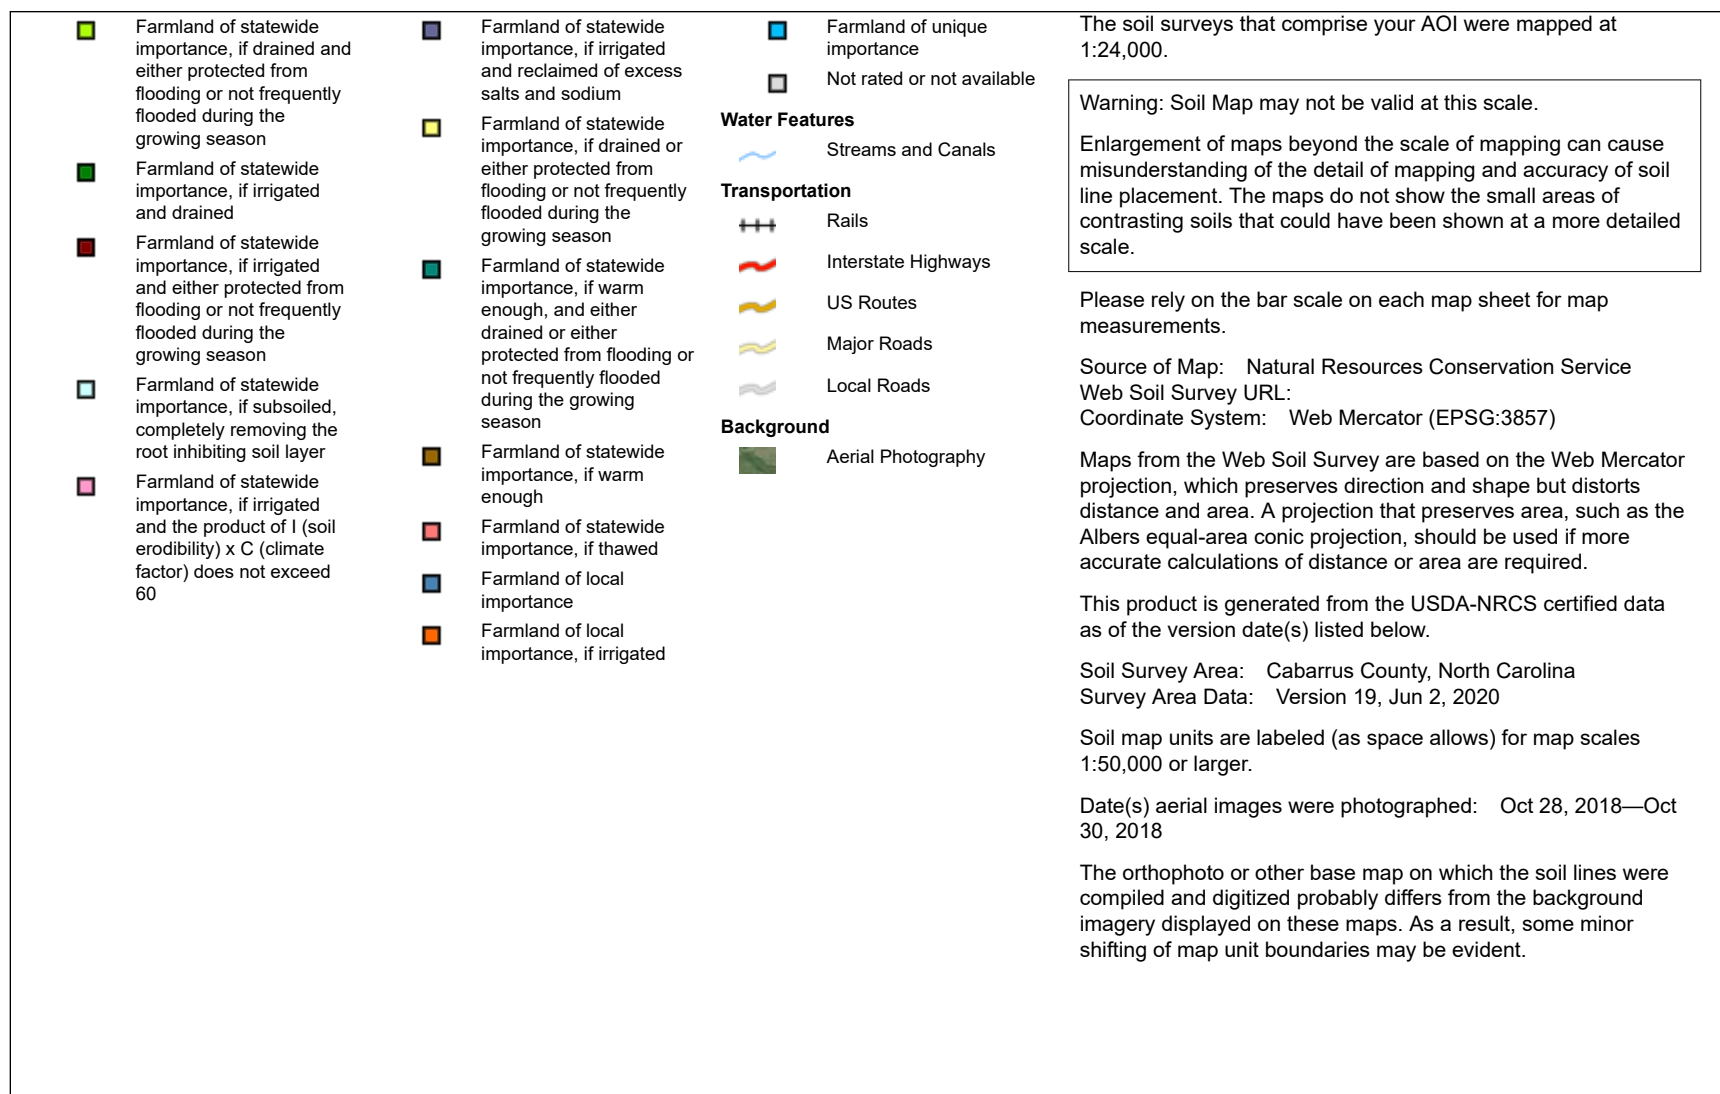 Farmland of statewide
importance, if drained and
either protected from
flooding or not frequently
flooded during the
growing season
Farmland of statewide
importance, if irrigated
and drained
Farmland of statewide
importance, if irrigated
and either protected from
flooding or not frequently
flooded during the
growing season
Farmland of statewide
importance, if subsoiled,
completely removing the
root inhibiting soil layer
Farmland of statewide
importance, if irrigated
and the product of I (soil
erodibility) x C (climate
factor) does not exceed
60
Farmland of statewide
importance, if irrigated
and reclaimed of excess
salts and sodium
Farmland of statewide
importance, if drained or
either protected from
flooding or not frequently
flooded during the
growing season
Farmland of statewide
importance, if warm
enough, and either
drained or either
protected from flooding or
not frequently flooded
during the growing
season
Farmland of statewide
importance, if warm
enough
Farmland of statewide
importance, if thawed
Farmland of local
importance
Farmland of local
importance, if irrigated
Farmland of unique
importance
Not rated or not available
Water Features
Streams and Canals
Transportation
Rails
Interstate Highways
US Routes
Major Roads
Local Roads
Background
Aerial Photography
The soil surveys that comprise your AOI were mapped at
1:24,000.
Warning: Soil Map may not be valid at this scale.
Enlargement of maps beyond the scale of mapping can cause
misunderstanding of the detail of mapping and accuracy of soil
line placement. The maps do not show the small areas of
contrasting soils that could have been shown at a more detailed
scale.
Please rely on the bar scale on each map sheet for map
measurements.
Source of Map: Natural Resources Conservation Service
Web Soil Survey URL:
Coordinate System: Web Mercator (EPSG:3857)
Maps from the Web Soil Survey are based on the Web Mercator
projection, which preserves direction and shape but distorts
distance and area. A projection that preserves area, such as the
Albers equal-area conic projection, should be used if more
accurate calculations of distance or area are required.
This product is generated from the USDA-NRCS certified data
as of the version date(s) listed below.
Soil Survey Area: Cabarrus County, North Carolina
Survey Area Data: Version 19, Jun 2, 2020
Soil map units are labeled (as space allows) for map scales
1:50,000 or larger.
Date(s) aerial images were photographed: Oct 28, 2018—Oct
30, 2018
The orthophoto or other base map on which the soil lines were
compiled and digitized probably differs from the background
imagery displayed on these maps. As a result, some minor
shifting of map unit boundaries may be evident.